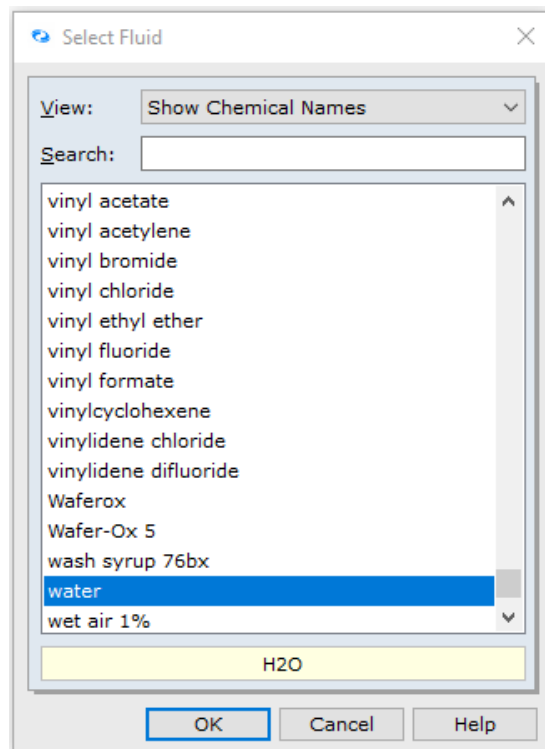 Select Fluid
View: Show Chemical Names
Search:
vinyl acetate
vinyl acetylene
vinyl bromide
vinyl chloride
vinyl ethyl ether
vinyl fluoride
vinyl formate
vinylcyclohexene
vinylidene chloride
vinylidene difluoride
Waferox
Wafer-Ox 5
wash syrup 76bx
water
wet air 1%
H2O
OK Cancel Help